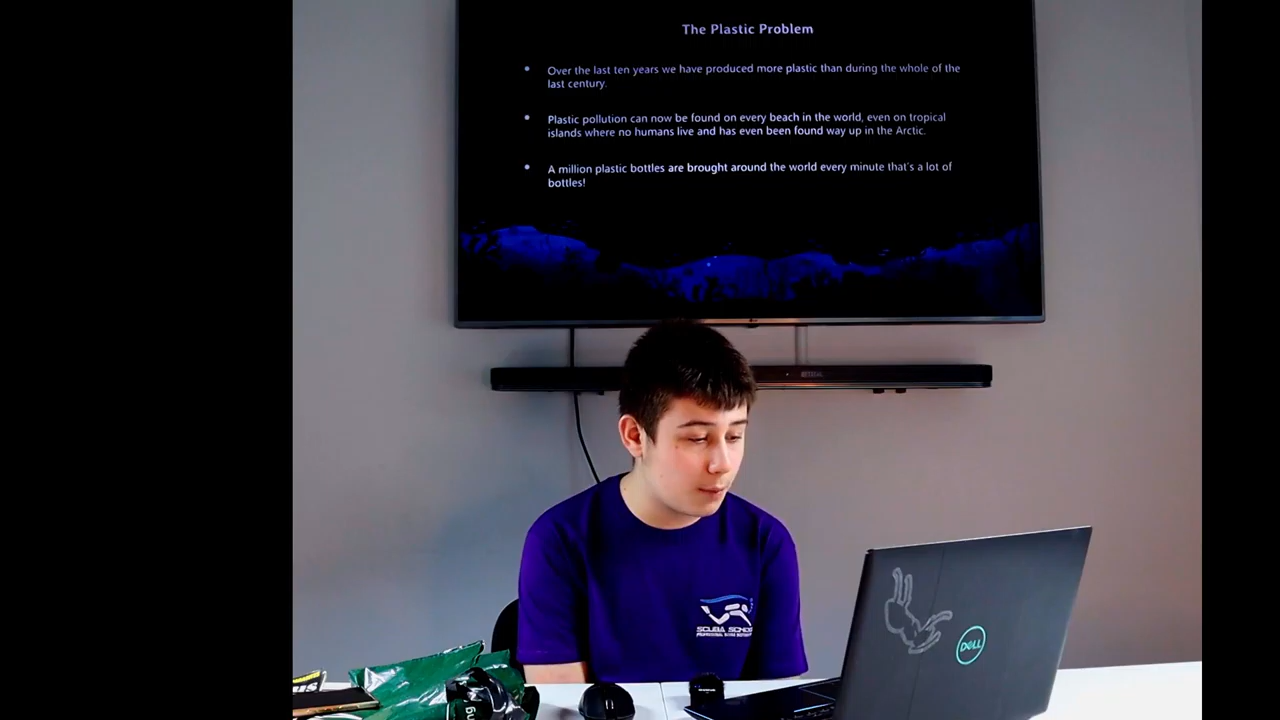 The Plastic Problem
• Over the last ten years we have produced more plastic than during the whole of the
last century.
• Plastic pollution can now be found on every beach in the world, even on tropical
islands where no humans live and has even been found way up in the Arctic.
• A million plastic bottles are brought around the world every minute that's a lot of
bottles!
SCUBA SCHOOL
DELL
us